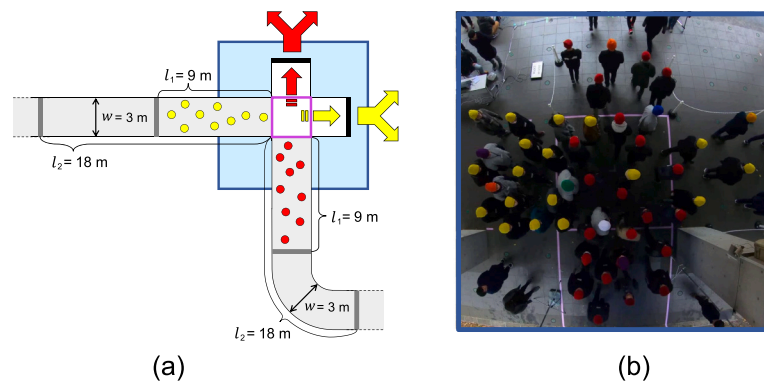 l₁= 9 m
w = 3 m
l₂ = 18 m
l₁= 9 m
w = 3 m
l₂ = 18 m
(a)
(b)